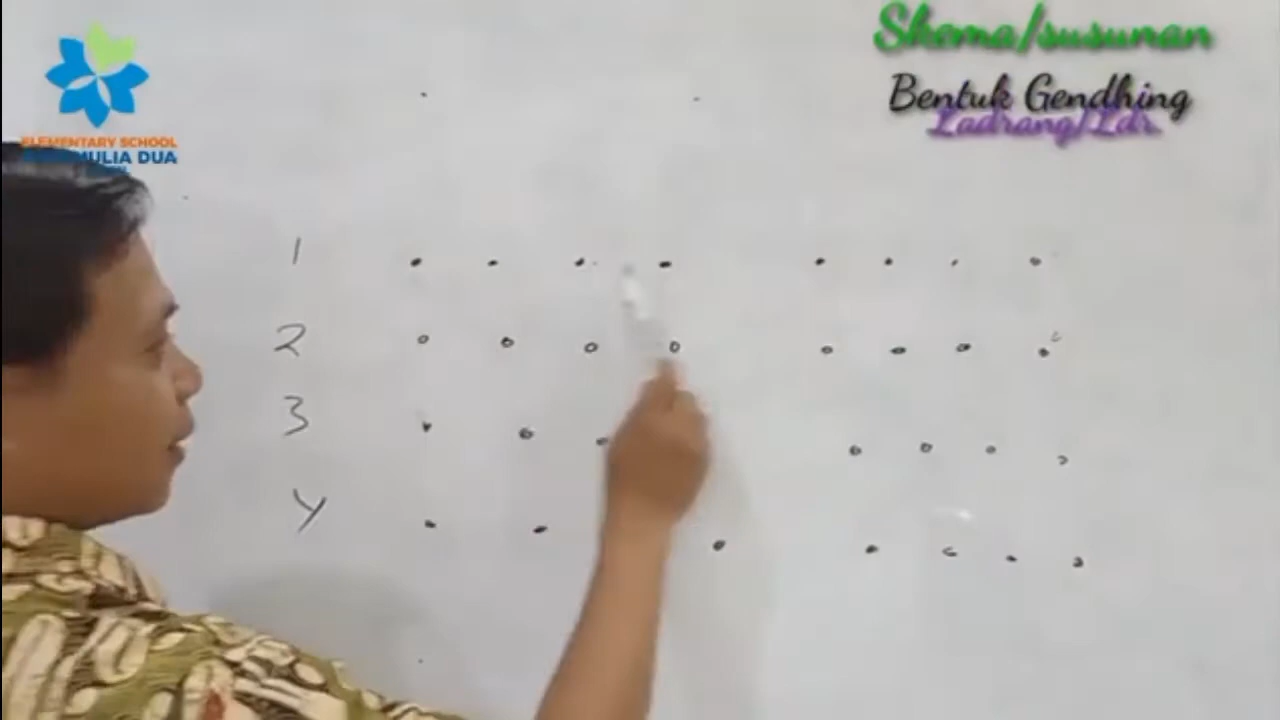 Skema/susunan
Bentuk Gendhing
Ladrang/Ldr
ELEMENTARY SCHOOL
MULIA DUA
1
2
3
4